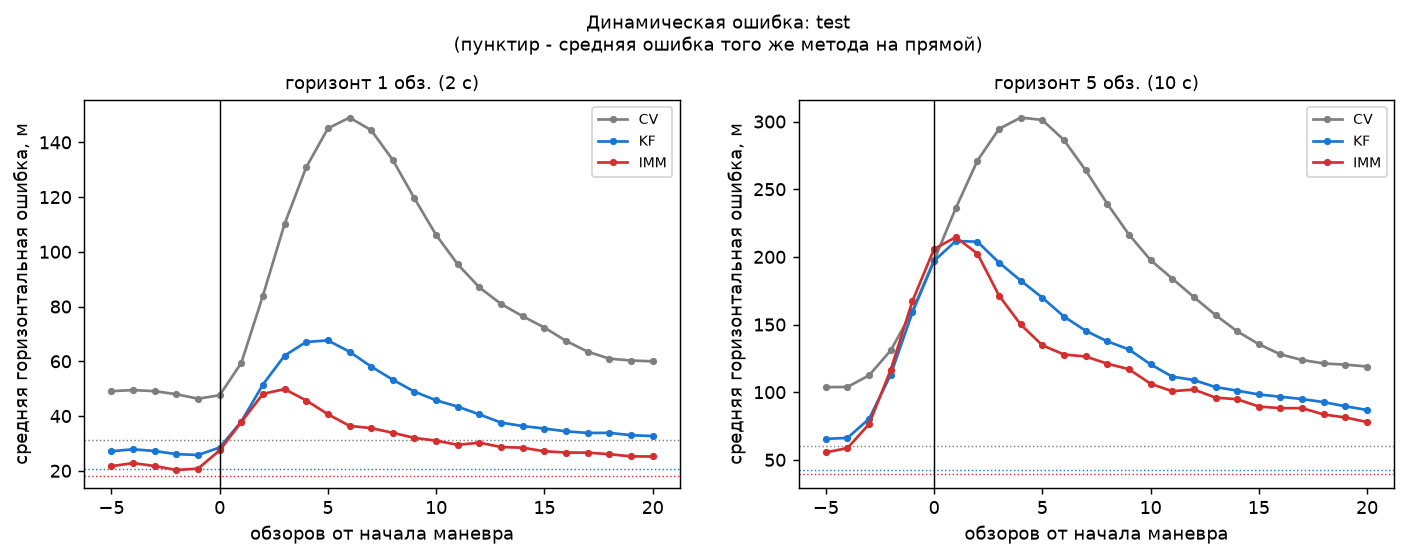 Динамическая ошибка: test
(пунктир - средняя ошибка того же метода на прямой)
горизонт 1 обз. (2 с)
средняя горизонтальная ошибка, м
140
120
100
80
60
40
20
CV
KF
IMM
−5
0
5
10
15
20
обзоров от начала маневра
горизонт 5 обз. (10 с)
средняя горизонтальная ошибка, м
300
250
200
150
100
50
CV
KF
IMM
−5
0
5
10
15
20
обзоров от начала маневра